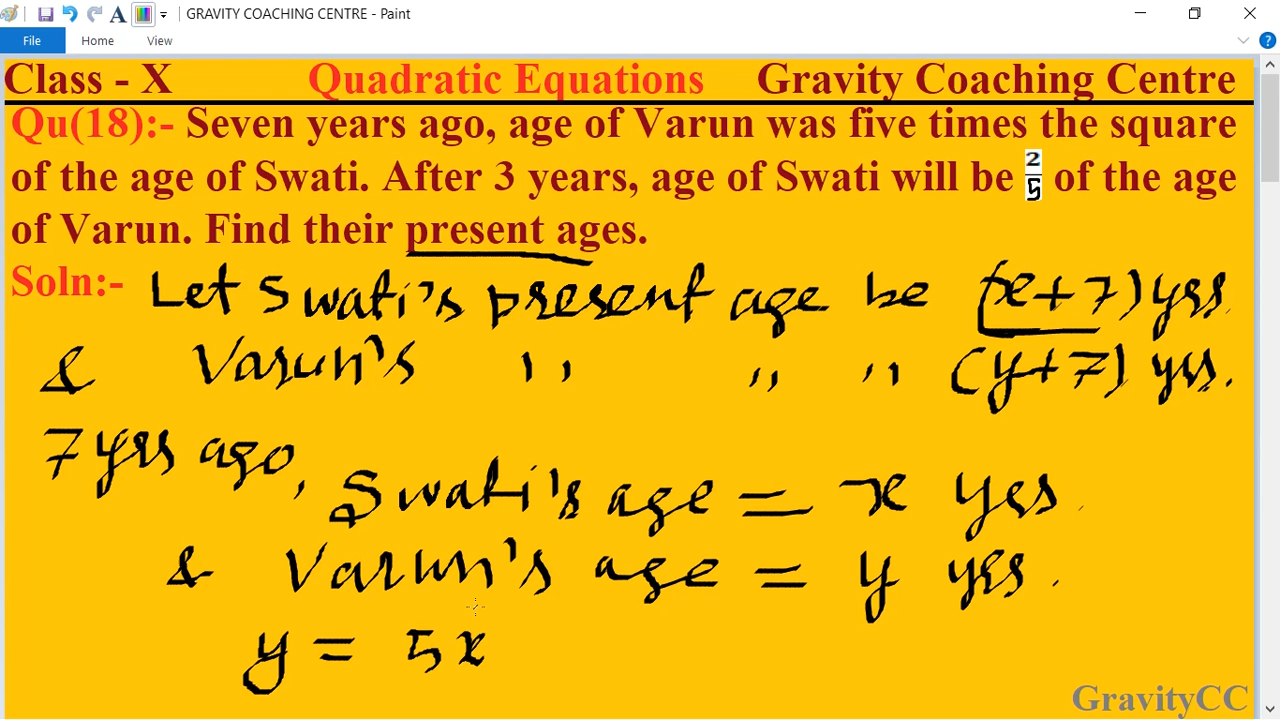 GRAVITY COACHING CENTRE - Paint
File Home View
Class - X Quadratic Equations Gravity Coaching Centre
Qu(18):- Seven years ago, age of Varun was five times the square
of the age of Swati. After 3 years, age of Swati will be 2/5 of the age
of Varun. Find their present ages.
Soln:- Let Swati's present age be (x+7) yrs.
& Varun's ,, ,, ,, (y+7) yrs.
7 yrs ago, Swati's age = x yrs.
& Varun's age = y yrs.
y = 5x
GravityCC